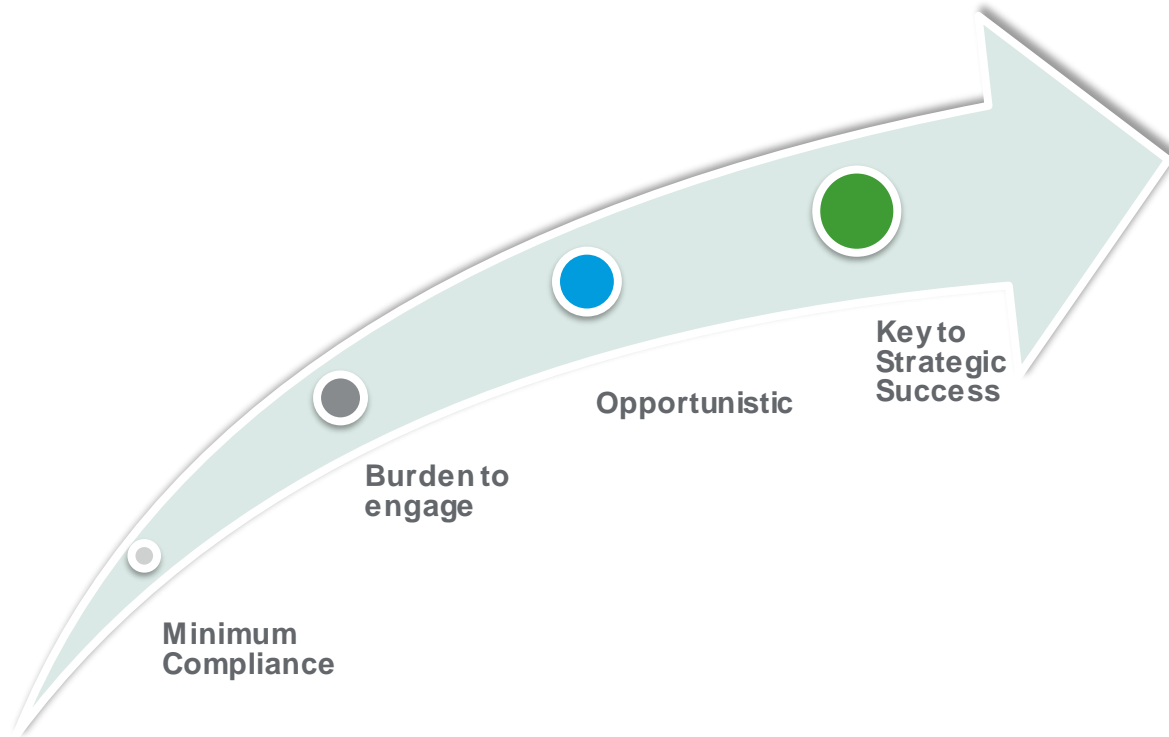 Minimum
Compliance
Burden to
engage
Opportunistic
Key to
Strategic
Success